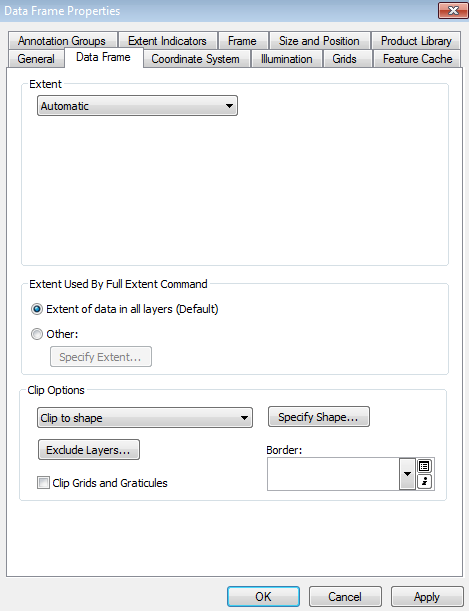 Data Frame Properties
Annotation Groups Extent Indicators Frame Size and Position Product Library
General Data Frame Coordinate System Illumination Grids Feature Cache
Extent
Automatic
Extent Used By Full Extent Command
Extent of data in all layers (Default)
Other:
Specify Extent...
Clip Options
Clip to shape Specify Shape...
Exclude Layers... Border:
Clip Grids and Graticules
OK Cancel Apply